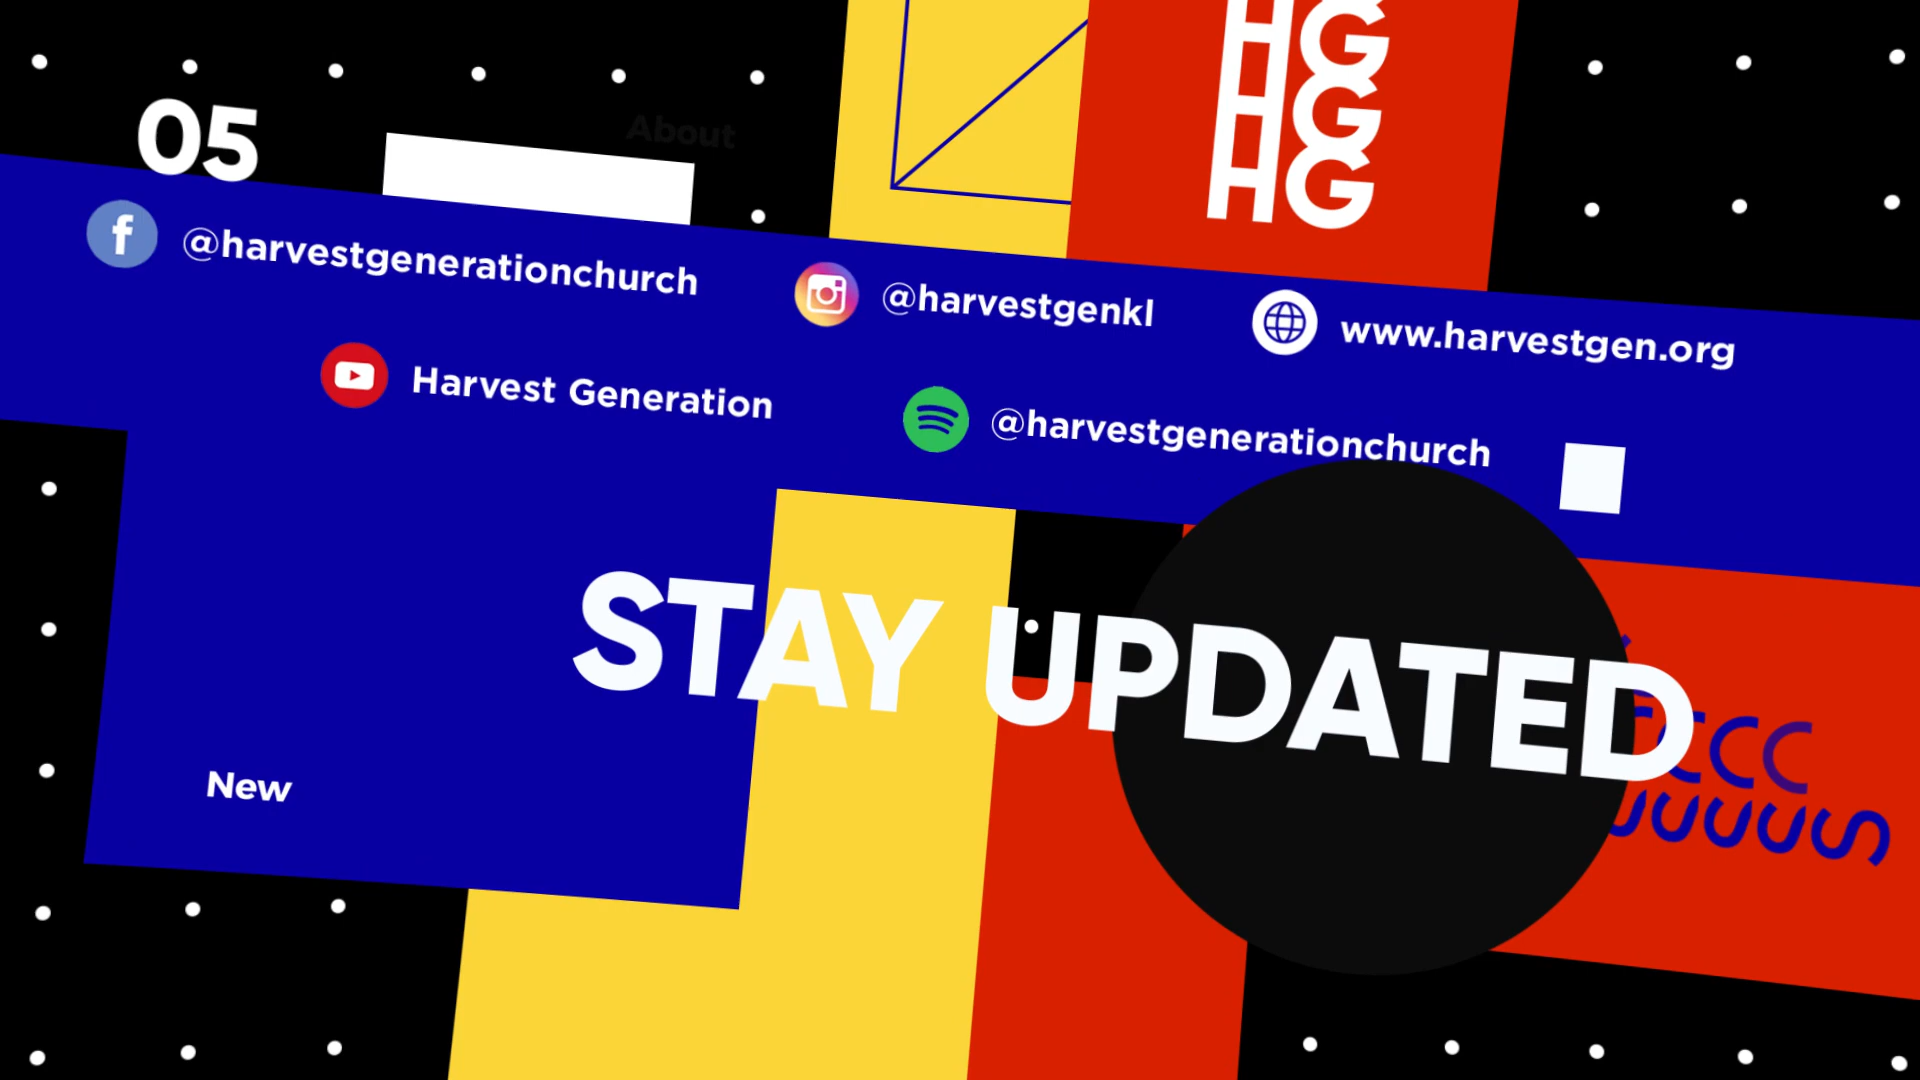 HG
HG
HG
05
About
@harvestgenerationchurch
@harvestgenkl
www.harvestgen.org
Harvest Generation
@harvestgenerationchurch
STAY UPDATED
New